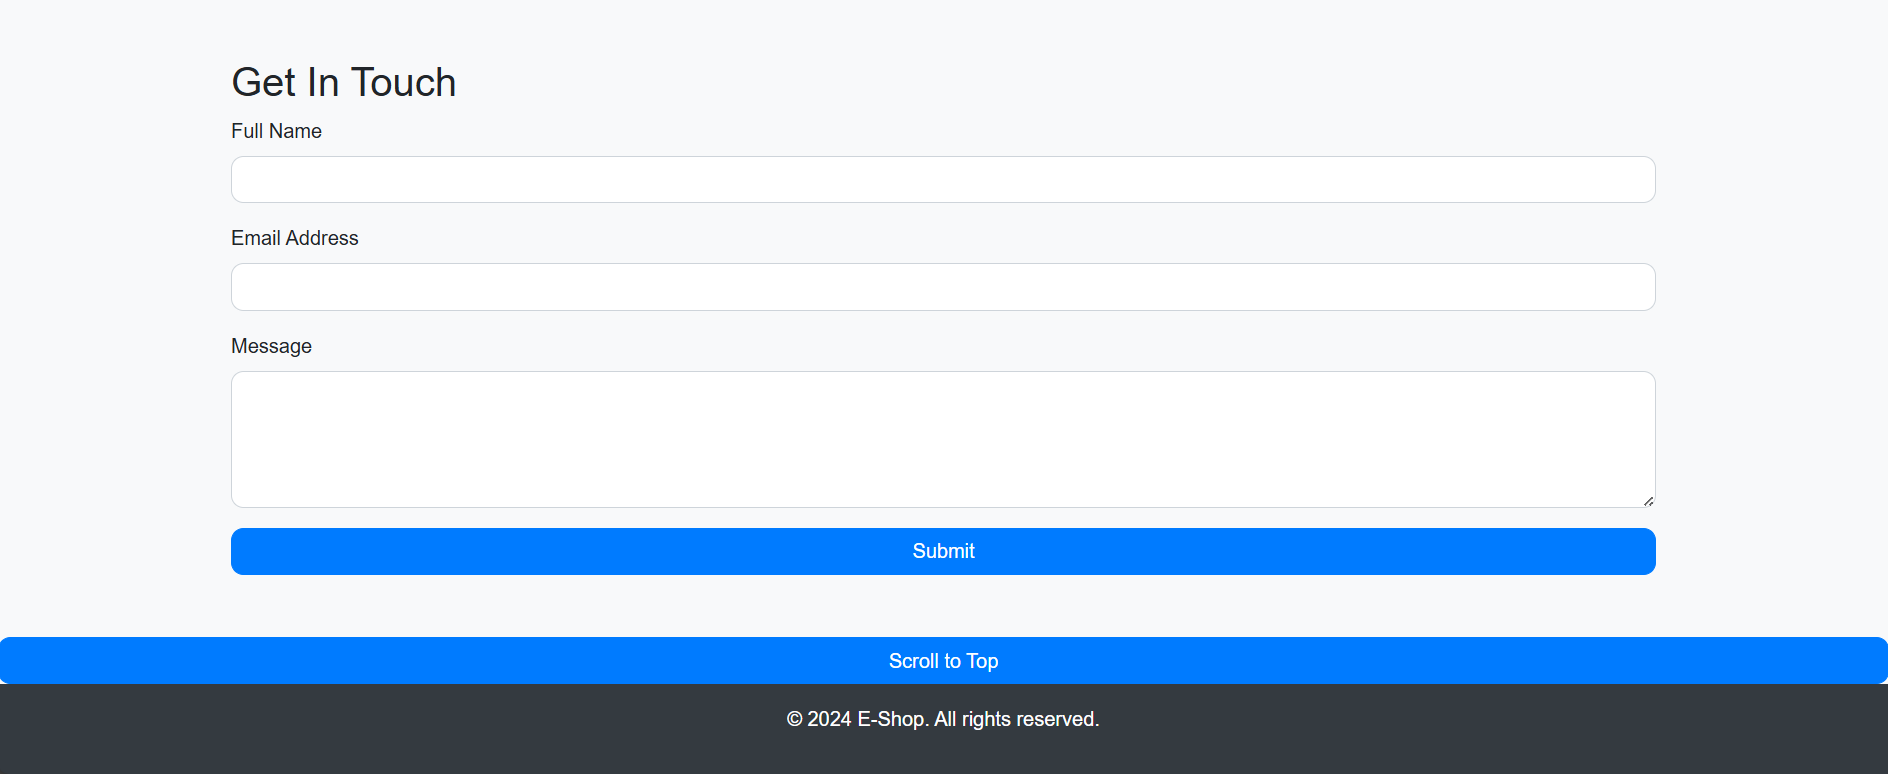 Get In Touch
Full Name
Email Address
Message
Submit
Scroll to Top
© 2024 E-Shop. All rights reserved.